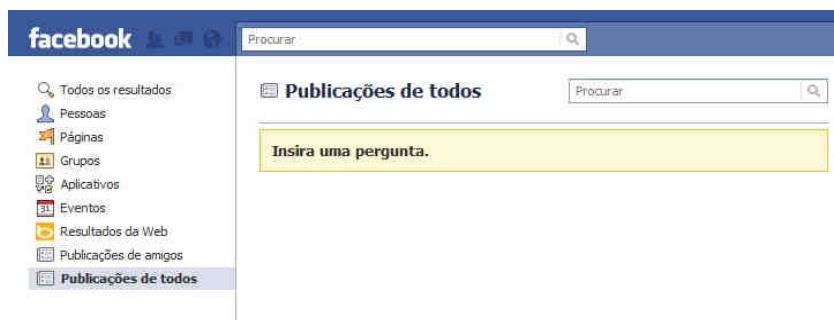 facebook
Procurar
Todos os resultados
Pessoas
Páginas
Grupos
Aplicativos
31 Eventos
Resultados da Web
Publicações de amigos
Publicações de todos
Publicações de todos
Procurar
Insira uma pergunta.